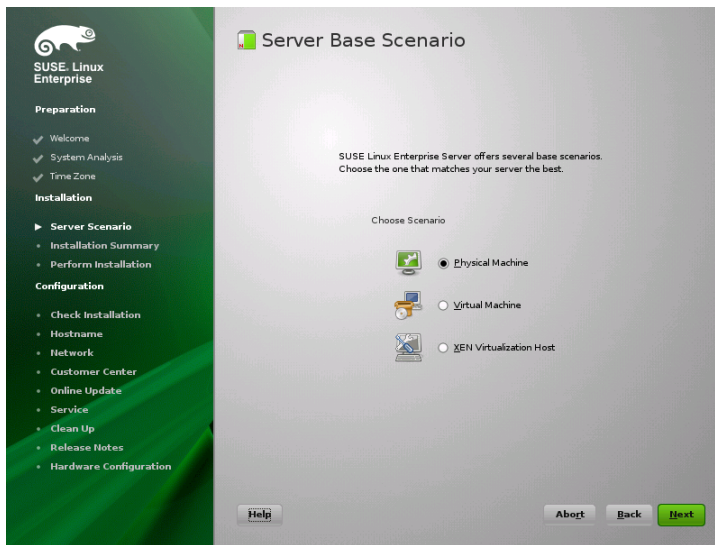 SUSE. Linux
Enterprise
Preparation
Welcome
System Analysis
Time Zone
Installation
Server Scenario
Installation Summary
Perform Installation
Configuration
Check Installation
Hostname
Network
Customer Center
Online Update
Service
Clean Up
Release Notes
Hardware Configuration
Server Base Scenario
SUSE Linux Enterprise Server offers several base scenarios.
Choose the one that matches your server the best.
Choose Scenario
Physical Machine
Virtual Machine
XEN Virtualization Host
Help
Abort
Back
Next